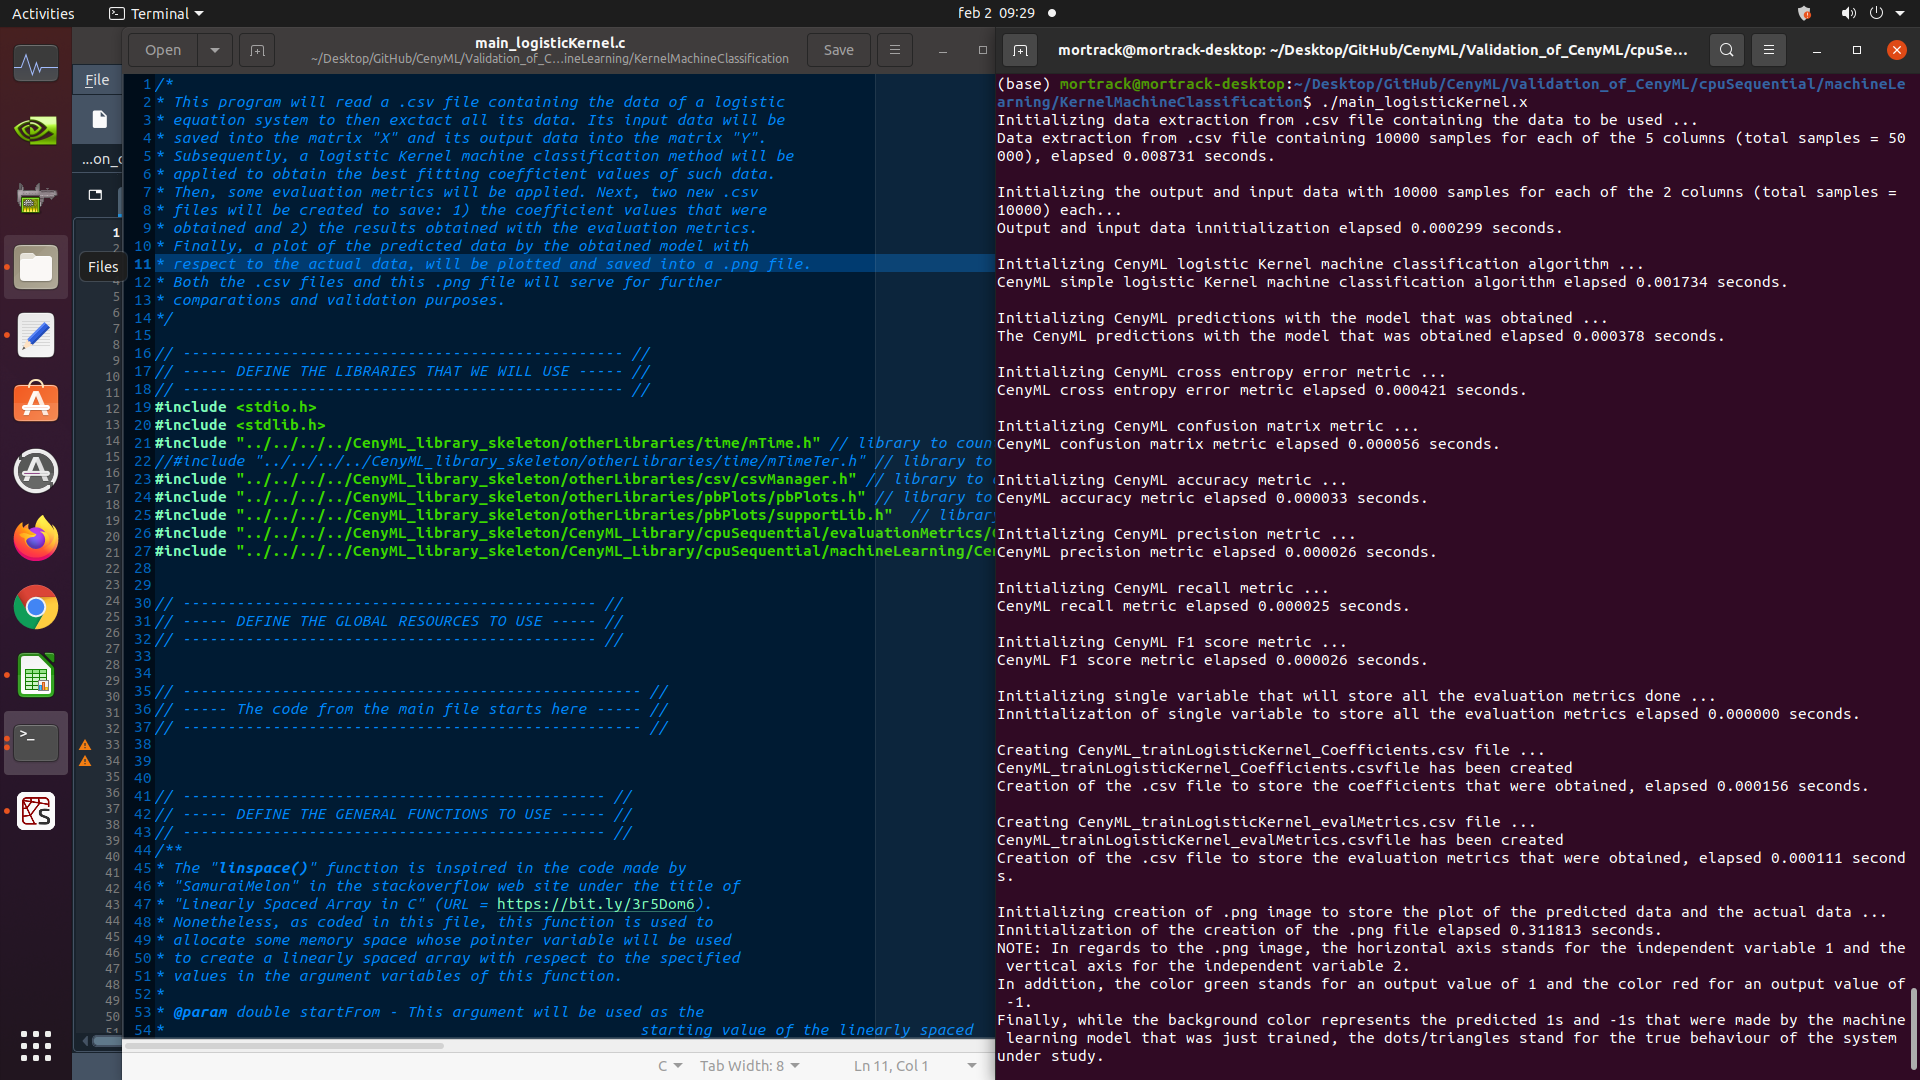 Activities
Terminal
feb 2 09:29
Open
main_logisticKernel.c
~/Desktop/GitHub/CenyML/Validation_of_C...ineLearning/KernelMachineClassification
Save
File
...on_c
Files
1 /*
2 * This program will read a .csv file containing the data of a logistic
3 * equation system to then exctact all its data. Its input data will be
4 * saved into the matrix "X" and its output data into the matrix "Y".
5 * Subsequently, a logistic Kernel machine classification method will be
6 * applied to obtain the best fitting coefficient values of such data.
7 * Then, some evaluation metrics will be applied. Next, two new .csv
8 * files will be created to save: 1) the coefficient values that were
9 * obtained and 2) the results obtained with the evaluation metrics.
10 * Finally, a plot of the predicted data by the obtained model with
11 * respect to the actual data, will be plotted and saved into a .png file.
12 * Both the .csv files and this .png file will serve for further
13 * comparations and validation purposes.
14 */
15
16 // ------------------------------------------------- //
17 // ----- DEFINE THE LIBRARIES THAT WE WILL USE ----- //
18 // ------------------------------------------------- //
19 #include <stdio.h>
20 #include <stdlib.h>
21 #include "../../../../CenyML_library_skeleton/otherLibraries/time/mTime.h" // library to coun
22 //#include "../../../../CenyML_library_skeleton/otherLibraries/time/mTimeTer.h" // library to
23 #include "../../../../CenyML_library_skeleton/otherLibraries/csv/csvManager.h" // library to
24 #include "../../../../CenyML_library_skeleton/otherLibraries/pbPlots/pbPlots.h" // library to
25 #include "../../../../CenyML_library_skeleton/otherLibraries/pbPlots/supportLib.h" // library
26 #include "../../../../CenyML_library_skeleton/CenyML_Library/cpuSequential/evaluationMetrics/
27 #include "../../../../CenyML_library_skeleton/CenyML_Library/cpuSequential/machineLearning/Ce
28
29
30 // ---------------------------------------------- //
31 // ----- DEFINE THE GLOBAL RESOURCES TO USE ----- //
32 // ---------------------------------------------- //
33
34
35 // --------------------------------------------------- //
36 // ----- The code from the main file starts here ----- //
37 // --------------------------------------------------- //
38
39
40
41 // ----------------------------------------------- //
42 // ----- DEFINE THE GENERAL FUNCTIONS TO USE ----- //
43 // ----------------------------------------------- //
44 /**
45 * The "linspace()" function is inspired in the code made by
46 * "SamuraiMelon" in the stackoverflow web site under the title of
47 * "Linearly Spaced Array in C" (URL = https://bit.ly/3r5Dom6).
48 * Nonetheless, as coded in this file, this function is used to
49 * allocate some memory space whose pointer variable will be used
50 * to create a linearly spaced array with respect to the specified
51 * values in the argument variables of this function.
52 *
53 * @param double startFrom - This argument will be used as the
54 * starting value of the linearly spaced
C
Tab Width: 8
Ln 11, Col 1
mortrack@mortrack-desktop: ~/Desktop/GitHub/CenyML/Validation_of_CenyML/cpuSe...
(base) mortrack@mortrack-desktop:~/Desktop/GitHub/CenyML/Validation_of_CenyML/cpuSequential/machineLe
arning/KernelMachineClassification$ ./main_logisticKernel.x
Initializing data extraction from .csv file containing the data to be used ...
Data extraction from .csv file containing 10000 samples for each of the 5 columns (total samples = 50
000), elapsed 0.008731 seconds.

Initializing the output and input data with 10000 samples for each of the 2 columns (total samples =
10000) each...
Output and input data innitialization elapsed 0.000299 seconds.

Initializing CenyML logistic Kernel machine classification algorithm ...
CenyML simple logistic Kernel machine classification algorithm elapsed 0.001734 seconds.

Initializing CenyML predictions with the model that was obtained ...
The CenyML predictions with the model that was obtained elapsed 0.000378 seconds.

Initializing CenyML cross entropy error metric ...
CenyML cross entropy error metric elapsed 0.000421 seconds.

Initializing CenyML confusion matrix metric ...
CenyML confusion matrix metric elapsed 0.000056 seconds.

Initializing CenyML accuracy metric ...
CenyML accuracy metric elapsed 0.000033 seconds.

Initializing CenyML precision metric ...
CenyML precision metric elapsed 0.000026 seconds.

Initializing CenyML recall metric ...
CenyML recall metric elapsed 0.000025 seconds.

Initializing CenyML F1 score metric ...
CenyML F1 score metric elapsed 0.000026 seconds.

Initializing single variable that will store all the evaluation metrics done ...
Innitialization of single variable to store all the evaluation metrics elapsed 0.000000 seconds.

Creating CenyML_trainLogisticKernel_Coefficients.csv file ...
CenyML_trainLogisticKernel_Coefficients.csvfile has been created
Creation of the .csv file to store the coefficients that were obtained, elapsed 0.000156 seconds.

Creating CenyML_trainLogisticKernel_evalMetrics.csv file ...
CenyML_trainLogisticKernel_evalMetrics.csvfile has been created
Creation of the .csv file to store the evaluation metrics that were obtained, elapsed 0.000111 second
s.

Initializing creation of .png image to store the plot of the predicted data and the actual data ...
Innitialization of the creation of the .png file elapsed 0.311813 seconds.
NOTE: In regards to the .png image, the horizontal axis stands for the independent variable 1 and the
vertical axis for the independent variable 2.
In addition, the color green stands for an output value of 1 and the color red for an output value of
-1.
Finally, while the background color represents the predicted 1s and -1s that were made by the machine
learning model that was just trained, the dots/triangles stand for the true behaviour of the system
under study.